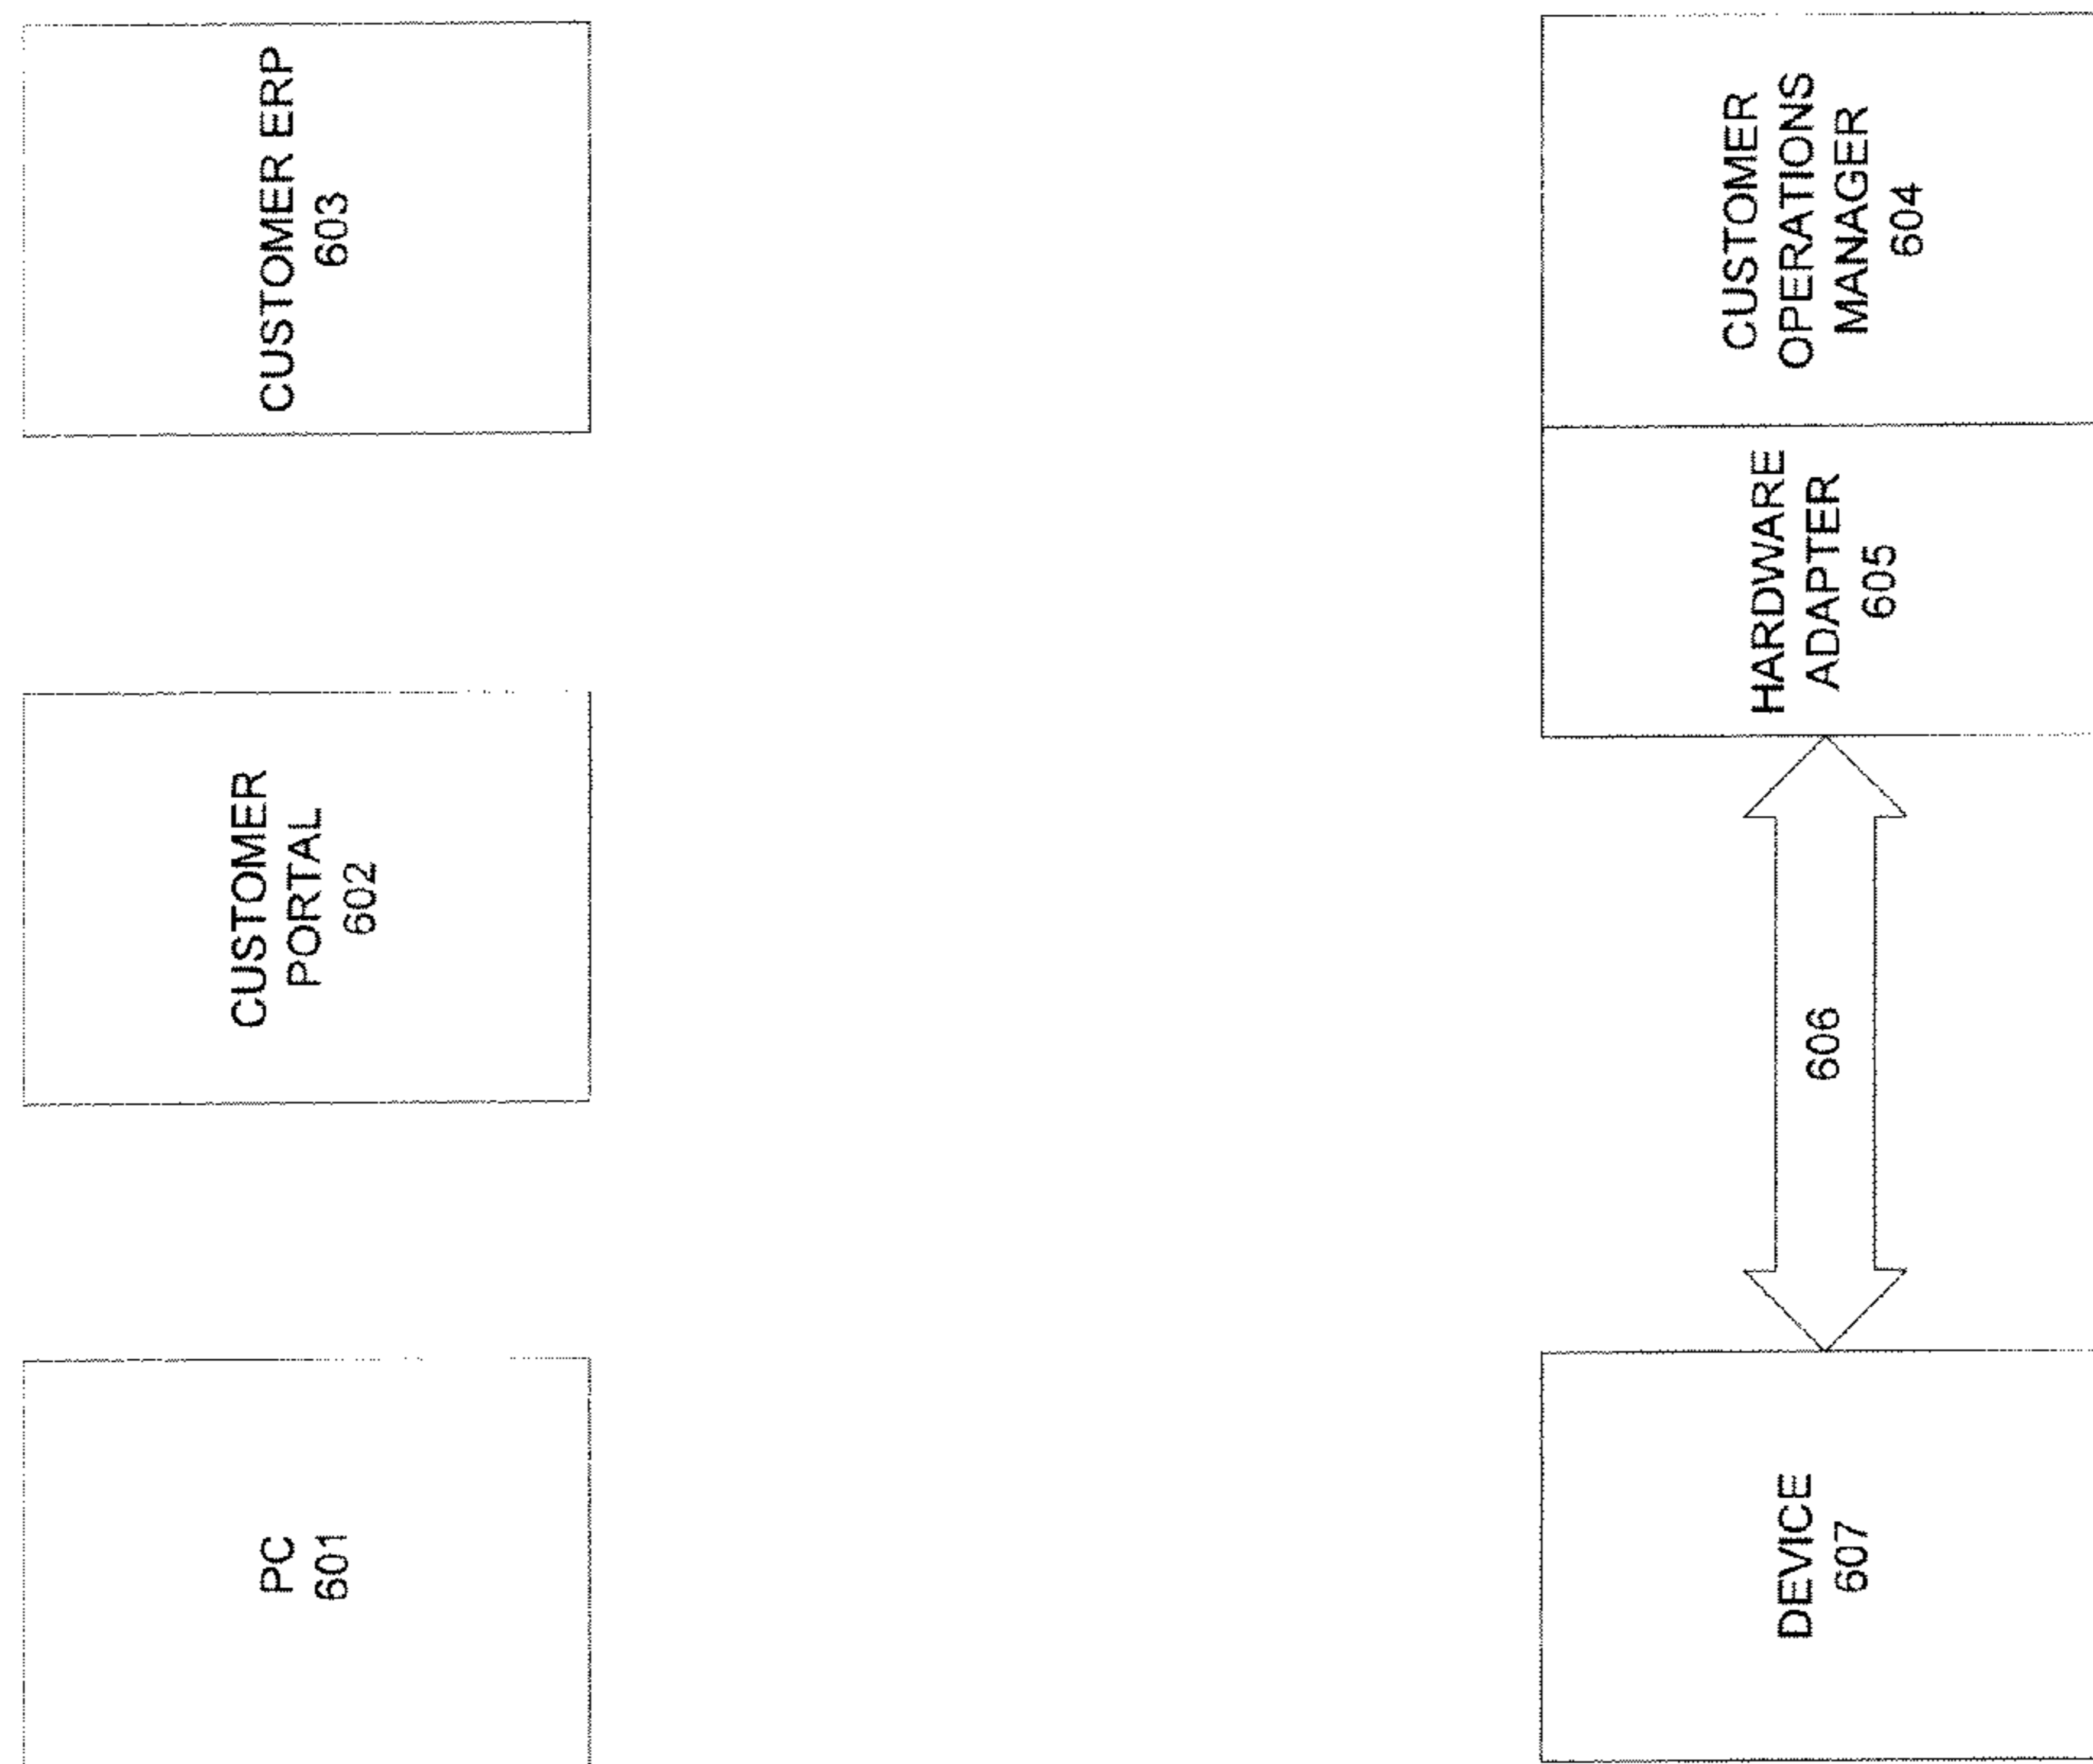 PC
601
CUSTOMER
PORTAL
602
CUSTOMER ERP
603
DEVICE
607
606
HARDWARE
ADAPTER
605
CUSTOMER
OPERATIONS
MANAGER
604